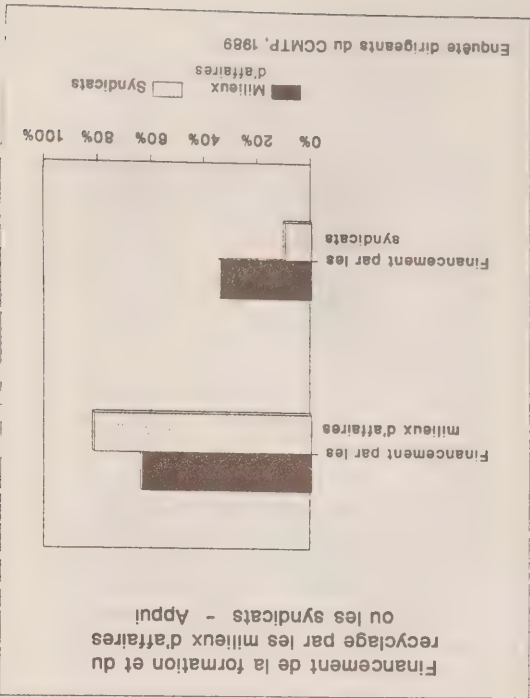 Financement de la formation et du
recyclage par les milieux d'affaires
ou les syndicats - Appui
Financement par les
milieux d'affaires
Financement par les
syndicats
0% 20% 40% 60% 80% 100%
Milieux
d'affaires
Syndicats
Enquête dirigeants du CCMTP, 1989